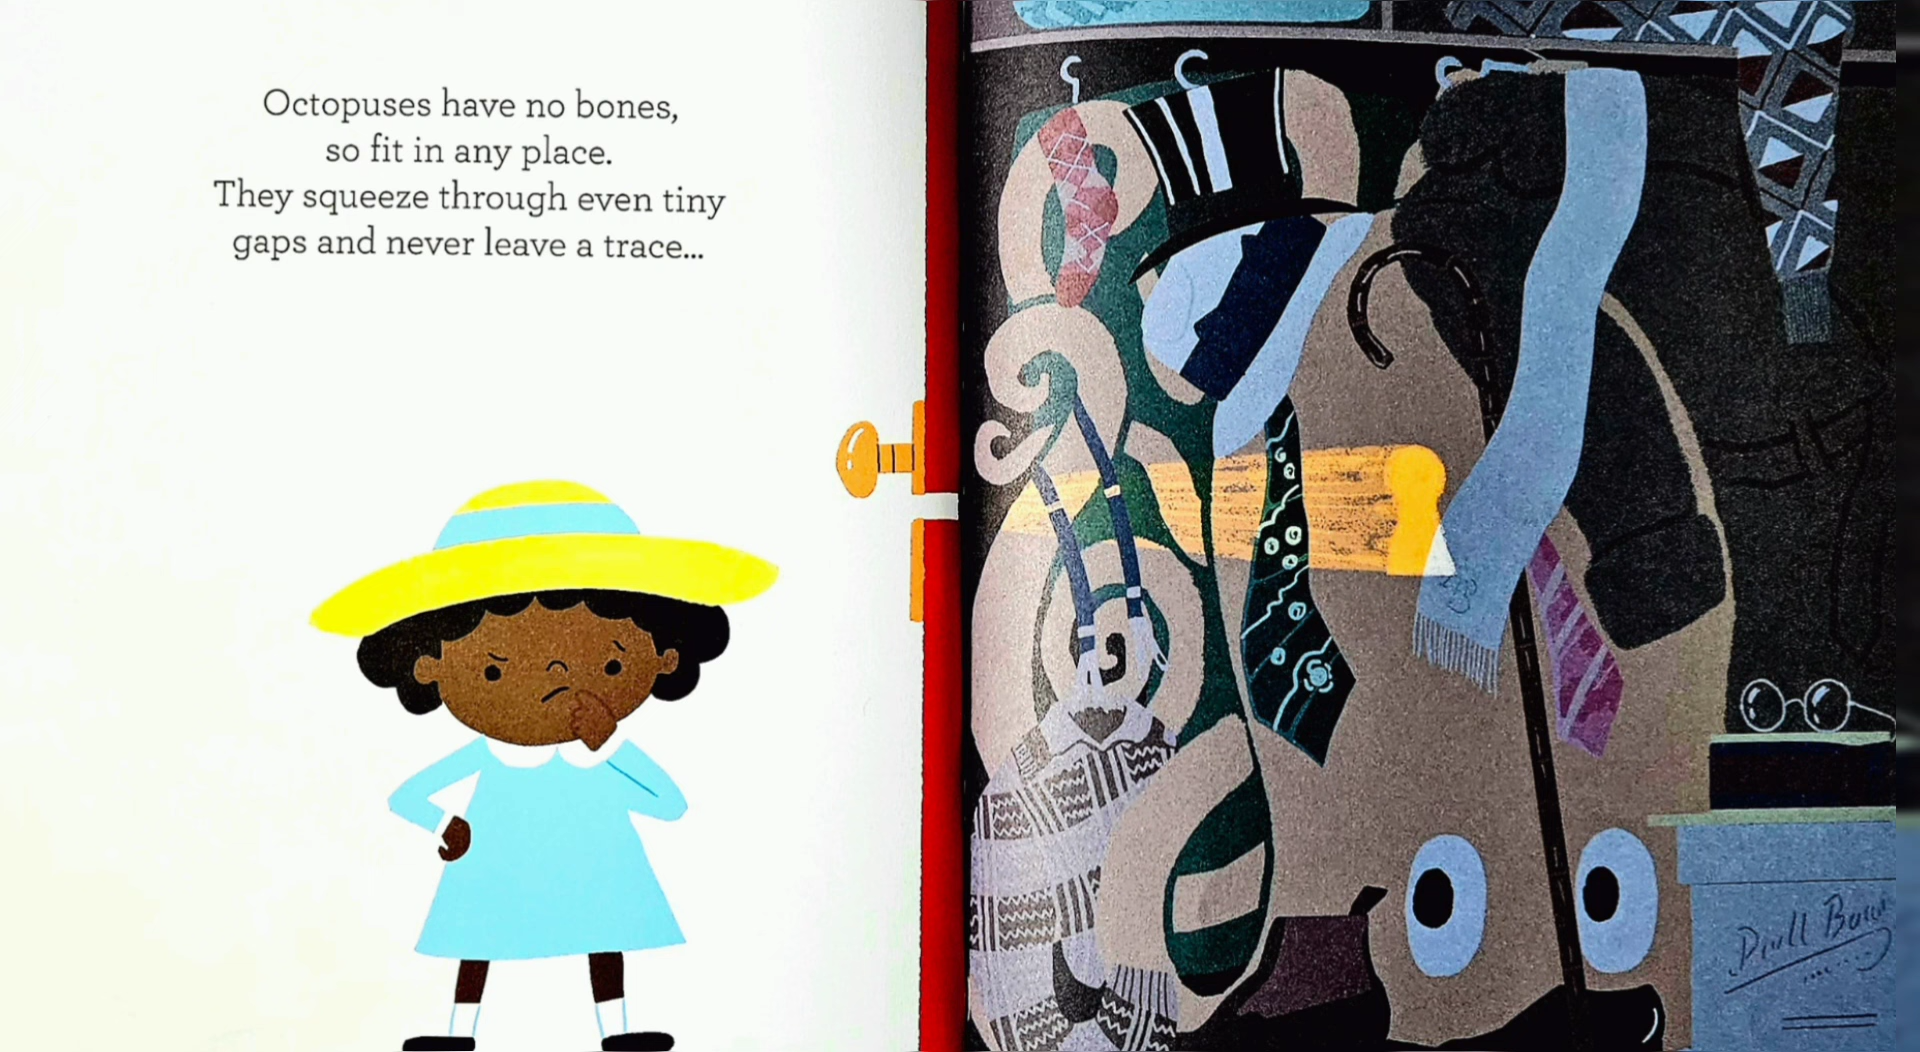 Octopuses have no bones,
so fit in any place.
They squeeze through even tiny
gaps and never leave a trace...